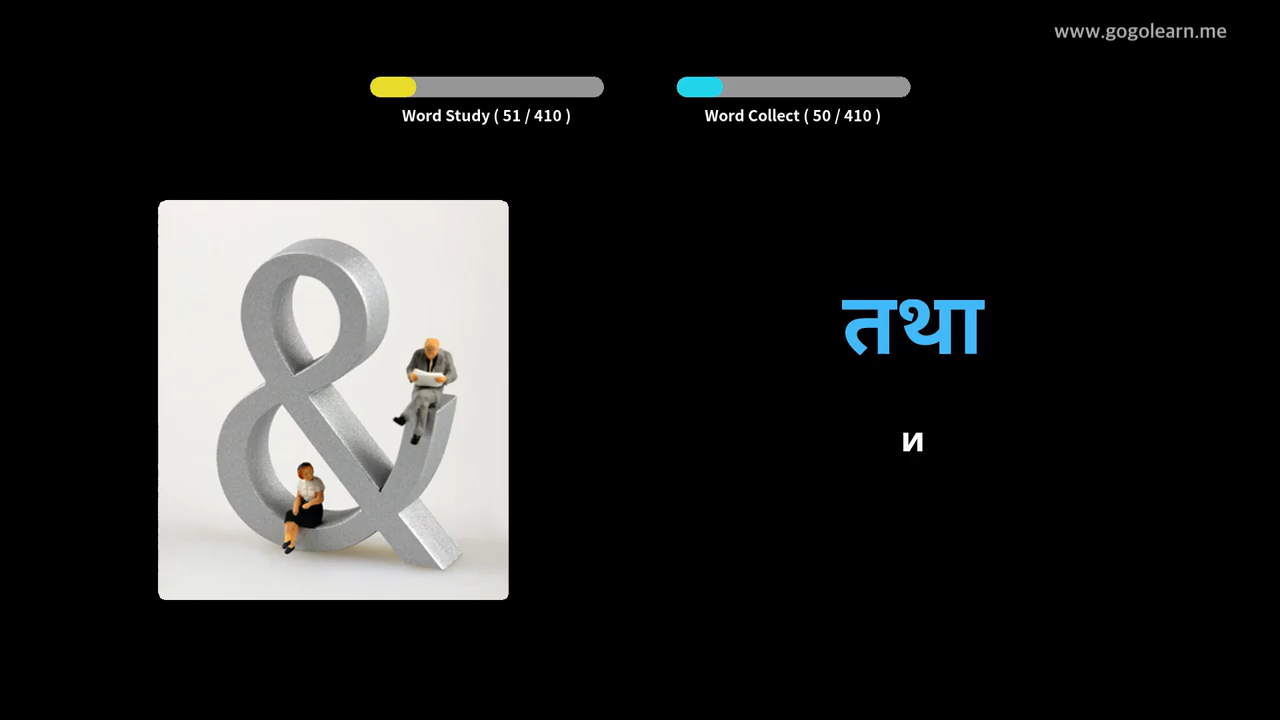 www.gogolearn.me
Word Study ( 51 / 410 )
Word Collect ( 50 / 410 )
&
तथा
и